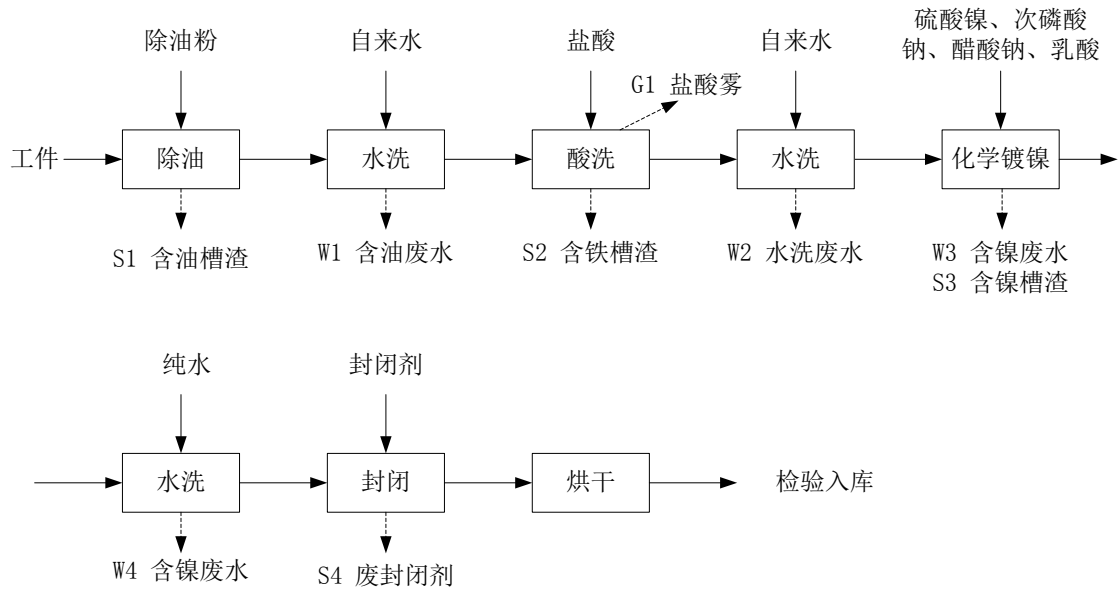 除油粉
自来水
盐酸
自来水
硫酸镍、次磷酸
钠、醋酸钠、乳酸
G1 盐酸雾
工件
除油
水洗
酸洗
水洗
化学镀镍
S1 含油槽渣
W1 含油废水
S2 含铁槽渣
W2 水洗废水
W3 含镍废水
S3 含镍槽渣
纯水
封闭剂
水洗
封闭
烘干
检验入库
W4 含镍废水
S4 废封闭剂